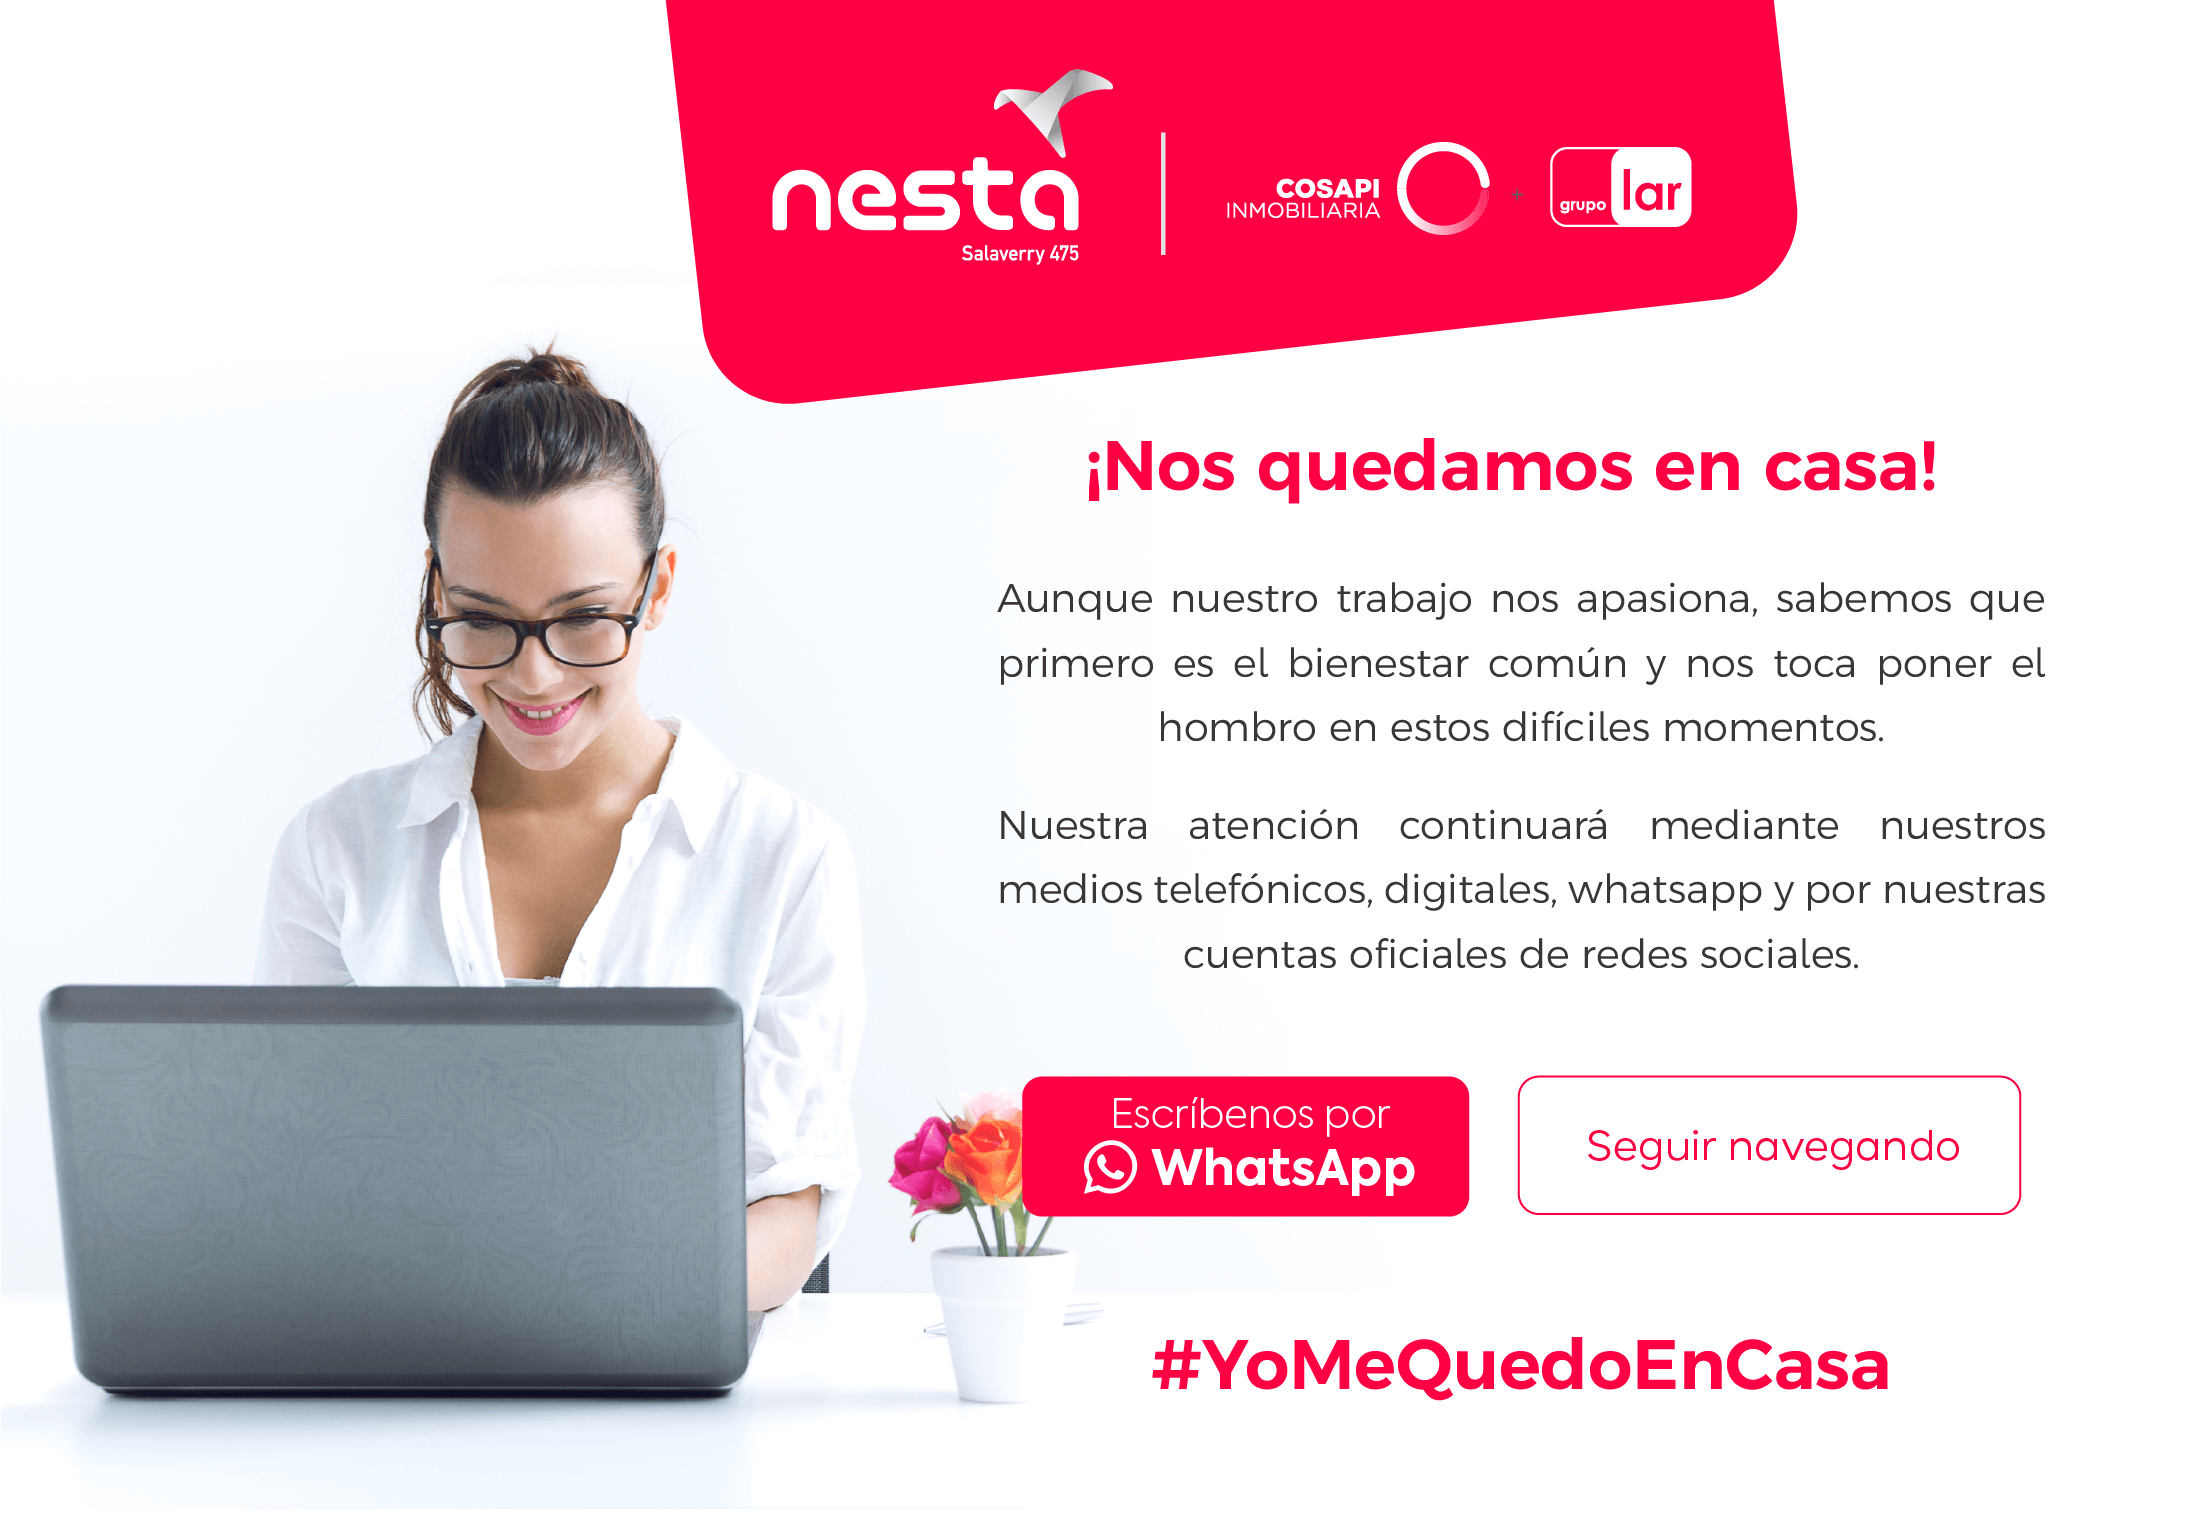 nesta
Salaverry 475
COSAPI
INMOBILIARIA
+
grupo lar
¡Nos quedamos en casa!
Aunque nuestro trabajo nos apasiona, sabemos que
primero es el bienestar común y nos toca poner el
hombro en estos difíciles momentos.
Nuestra atención continuará mediante nuestros
medios telefónicos, digitales, whatsapp y por nuestras
cuentas oficiales de redes sociales.
Escríbenos por
WhatsApp
Seguir navegando
#YoMeQuedoEnCasa